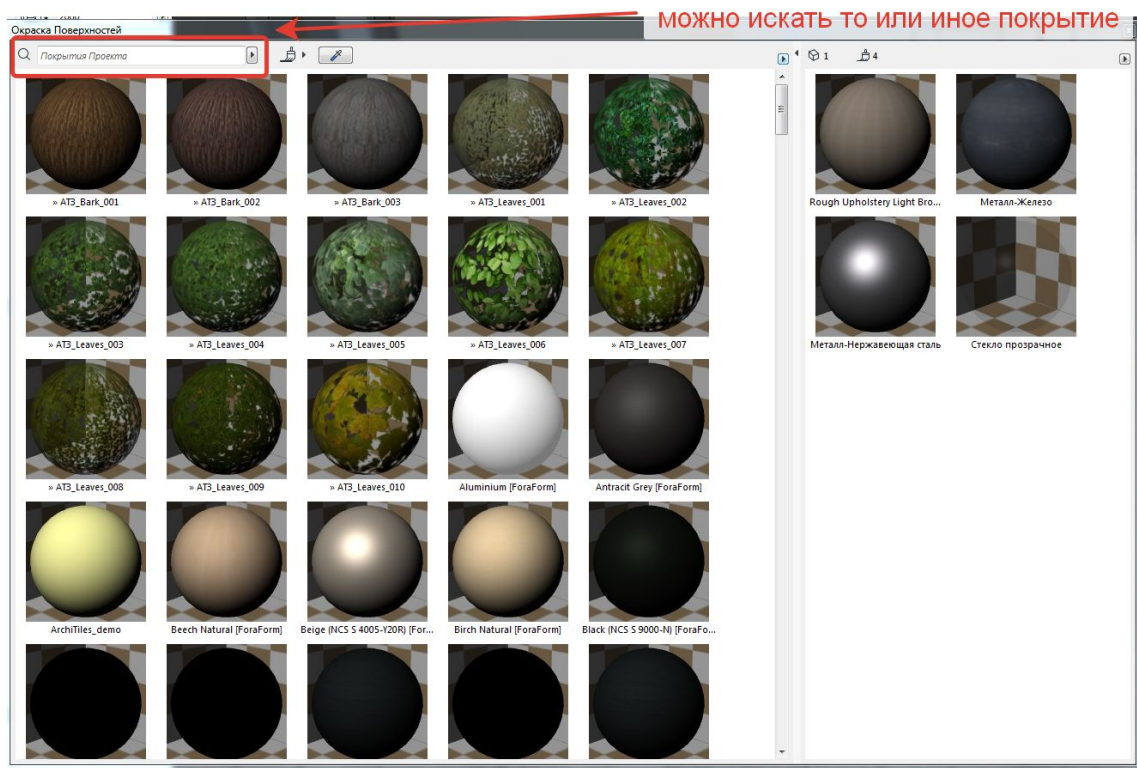 2000
можно искать то или иное покрытие
Окраска Поверхностей
Покрытия Проекта
1
4
» AT3_Bark_001
» AT3_Bark_002
» AT3_Bark_003
» AT3_Leaves_001
» AT3_Leaves_002
Rough Upholstery Light Bro...
Металл-Железо
» AT3_Leaves_003
» AT3_Leaves_004
» AT3_Leaves_005
» AT3_Leaves_006
» AT3_Leaves_007
Металл-Нержавеющая сталь
Стекло прозрачное
» AT3_Leaves_008
» AT3_Leaves_009
» AT3_Leaves_010
Aluminium [ForaForm]
Antracit Grey [ForaForm]
ArchiTiles_demo
Beech Natural [ForaForm]
Beige (NCS S 4005-Y20R) [For...
Birch Natural [ForaForm]
Black (NCS S 9000-N) [ForaFo...